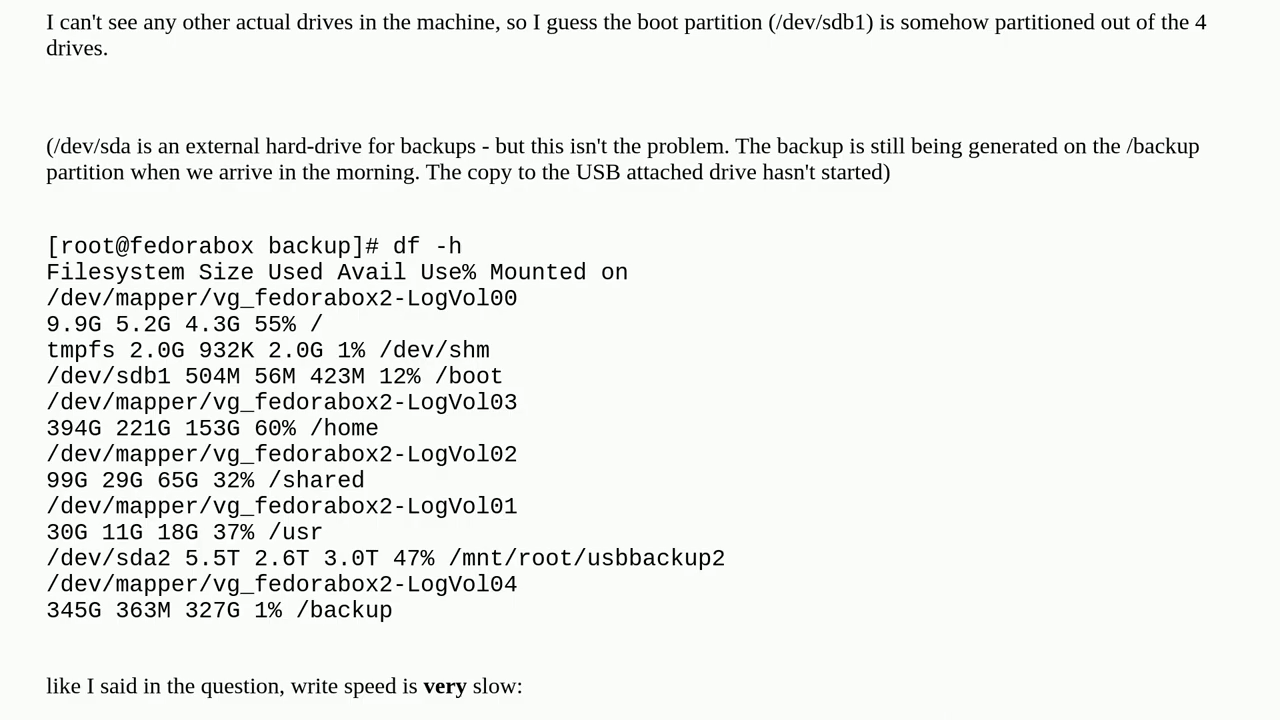 I can't see any other actual drives in the machine, so I guess the boot partition (/dev/sdb1) is somehow partitioned out of the 4
drives.
(/dev/sda is an external hard-drive for backups - but this isn't the problem. The backup is still being generated on the /backup
partition when we arrive in the morning. The copy to the USB attached drive hasn't started)
[root@fedorabox backup]# df -h
Filesystem Size Used Avail Use% Mounted on
/dev/mapper/vg_fedorabox2-LogVol00
9.9G 5.2G 4.3G 55% /
tmpfs 2.0G 932K 2.0G 1% /dev/shm
/dev/sdb1 504M 56M 423M 12% /boot
/dev/mapper/vg_fedorabox2-LogVol03
394G 221G 153G 60% /home
/dev/mapper/vg_fedorabox2-LogVol02
99G 29G 65G 32% /shared
/dev/mapper/vg_fedorabox2-LogVol01
30G 11G 18G 37% /usr
/dev/sda2 5.5T 2.6T 3.0T 47% /mnt/root/usbbackup2
/dev/mapper/vg_fedorabox2-LogVol04
345G 363M 327G 1% /backup
like I said in the question, write speed is very slow: